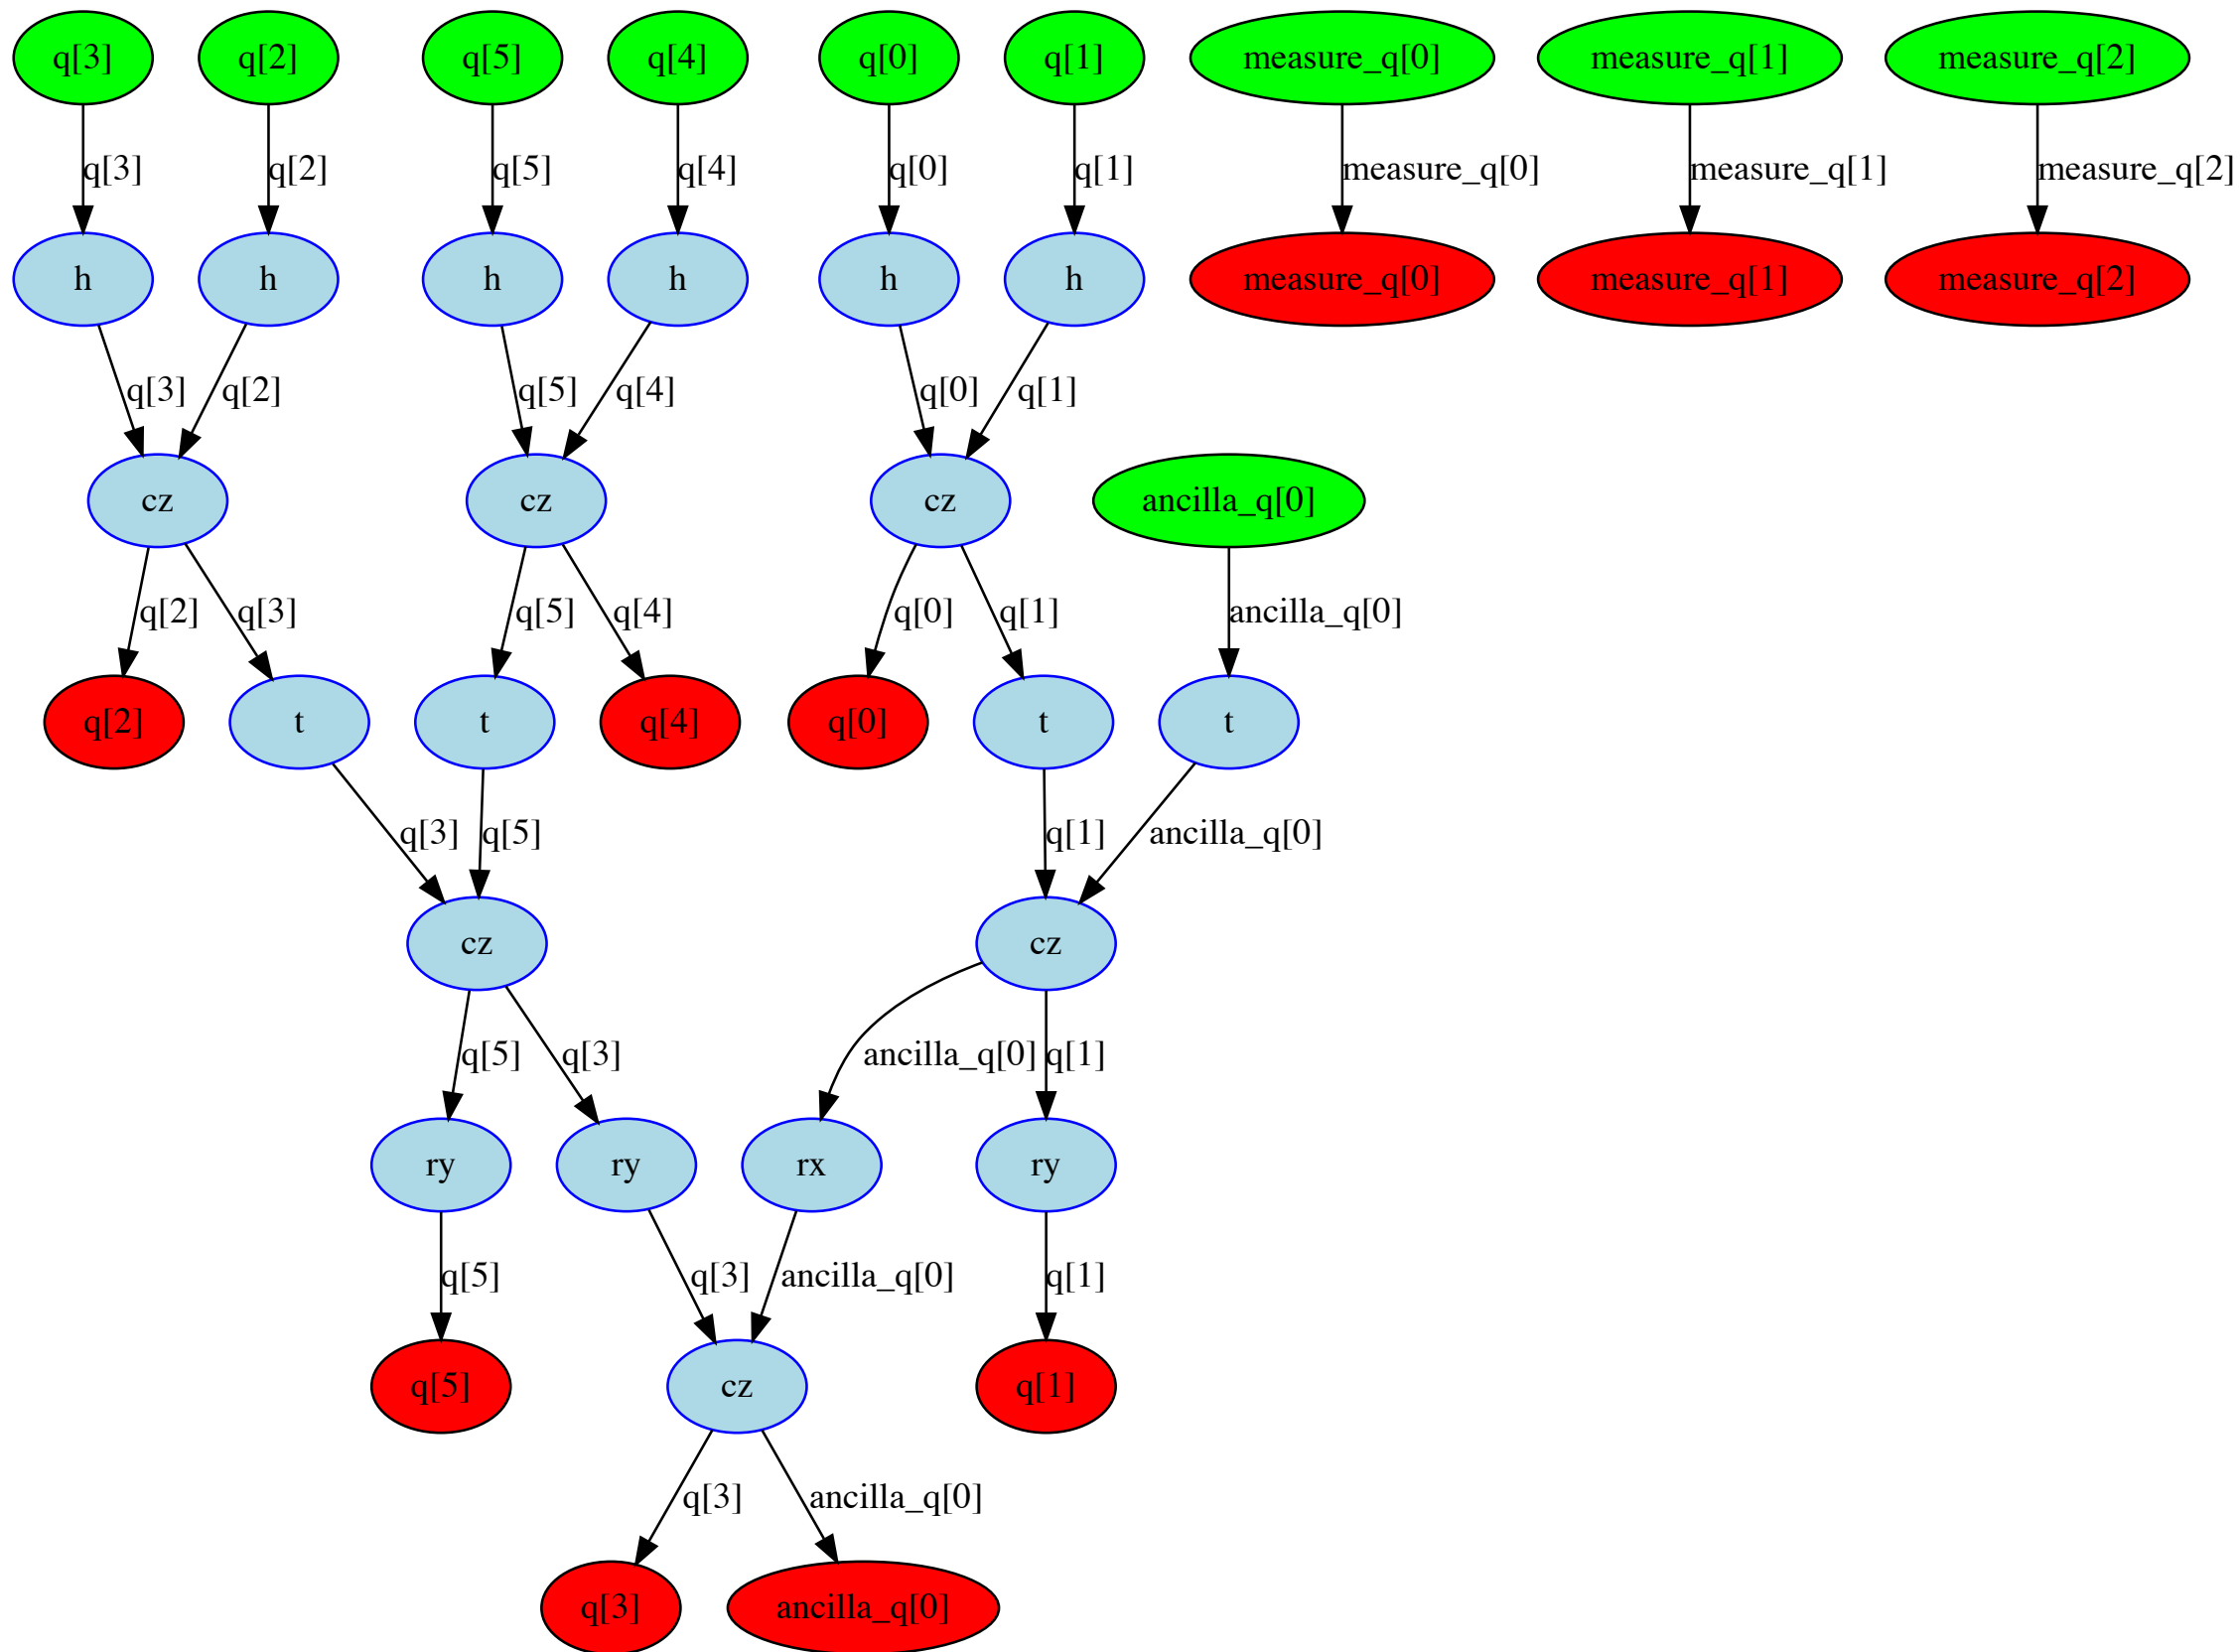 q[3] q[2] q[5] q[4] q[0] q[1] measure_q[0] measure_q[1] measure_q[2]
q[3] q[2] q[5] q[4] q[0] q[1] measure_q[0] measure_q[1] measure_q[2]
h h h h h h measure_q[0] measure_q[1] measure_q[2]
q[3] q[2] q[5] q[4] q[0] q[1]
cz cz cz ancilla_q[0]
q[2] q[3] q[5] q[4] q[0] q[1] ancilla_q[0]
q[2] t t q[4] q[0] t t
q[3] q[5] q[1] ancilla_q[0]
cz cz
q[5] q[3] ancilla_q[0] q[1]
ry ry rx ry
q[5] q[3] ancilla_q[0] q[1]
q[5] cz q[1]
q[3] ancilla_q[0]
q[3] ancilla_q[0]